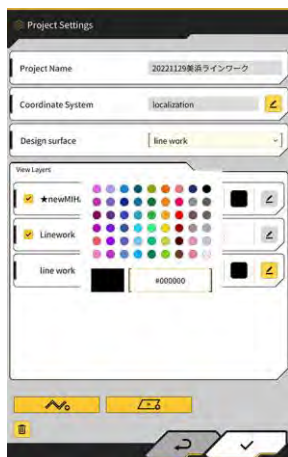 Project Settings
Project Name
20221129美浜ラインワーク
Coordinate System
localization
Design surface
line work
View Layers
★newMIH
Linework
line work
#000000